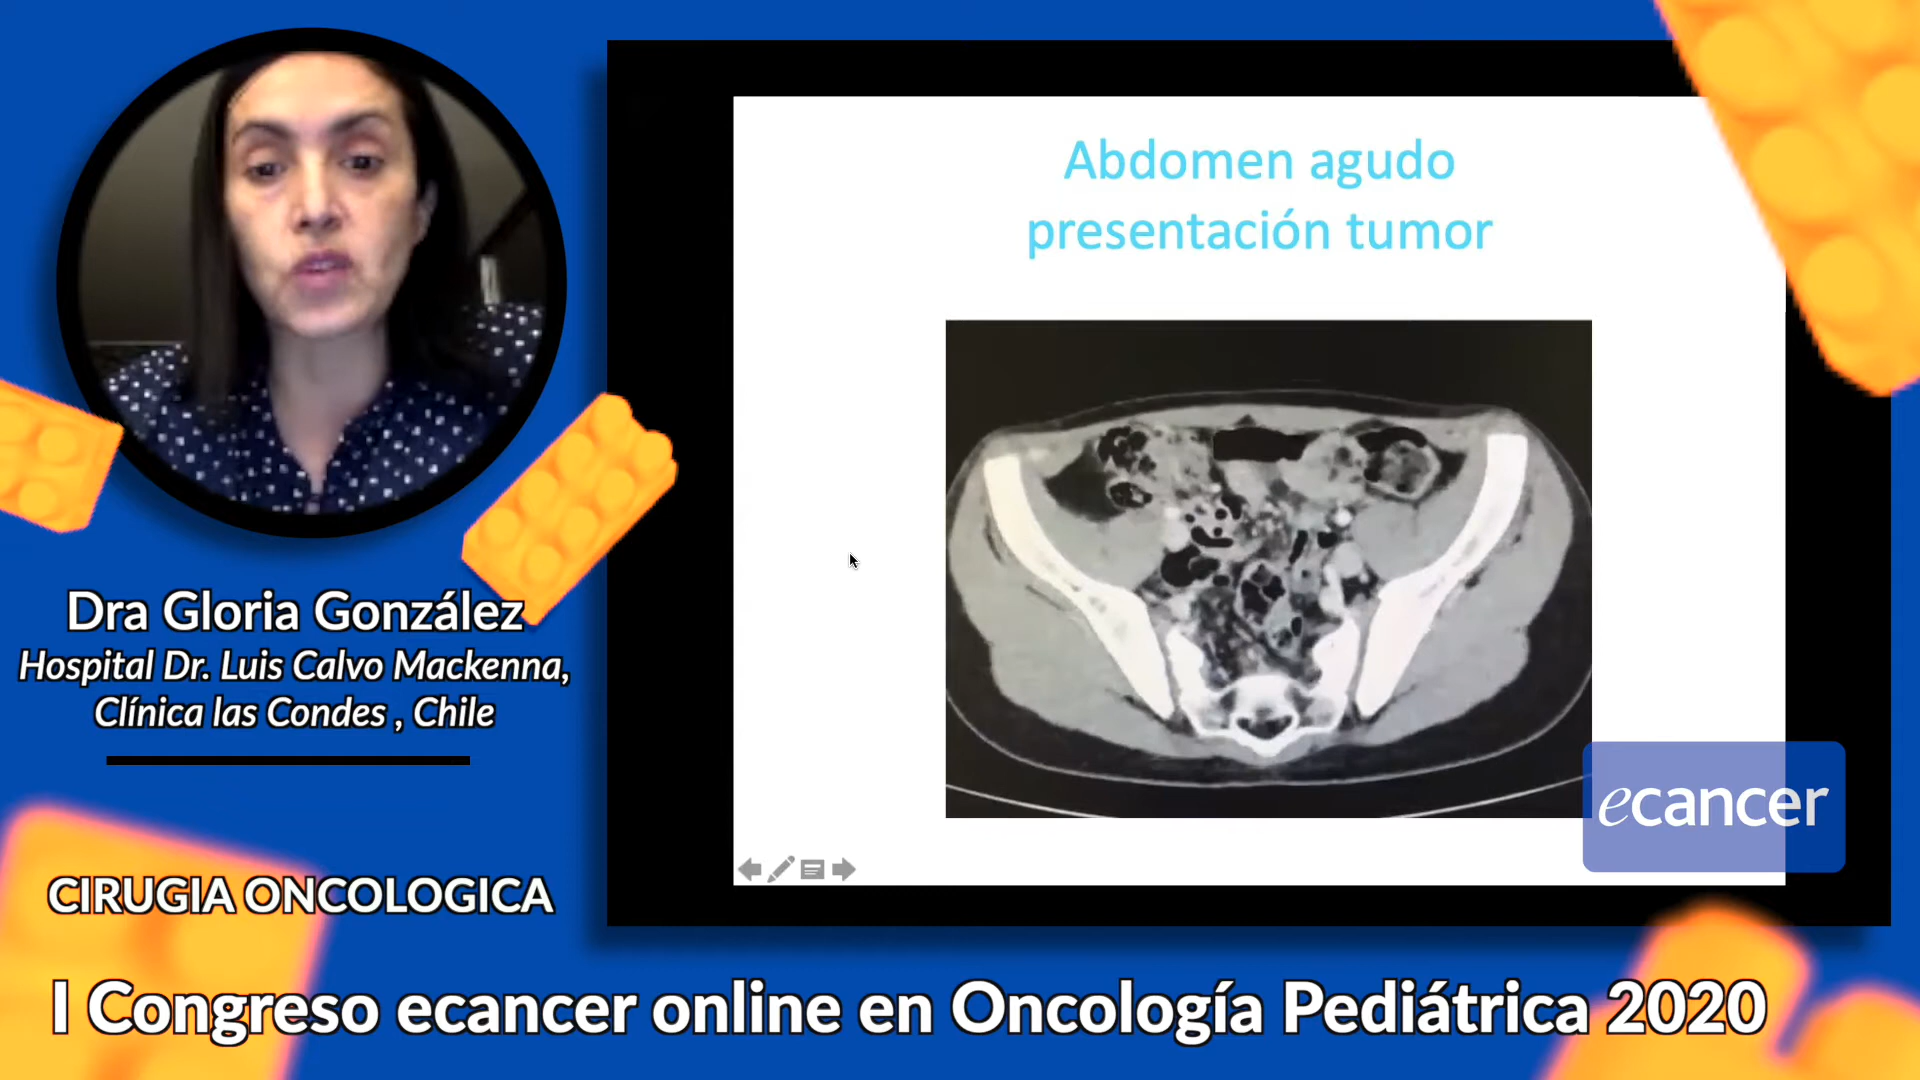 Abdomen agudo
presentación tumor
Dra Gloria González
Hospital Dr. Luis Calvo Mackenna,
Clínica las Condes , Chile
ecancer
CIRUGIA ONCOLOGICA
I Congreso ecancer online en Oncología Pediátrica 2020